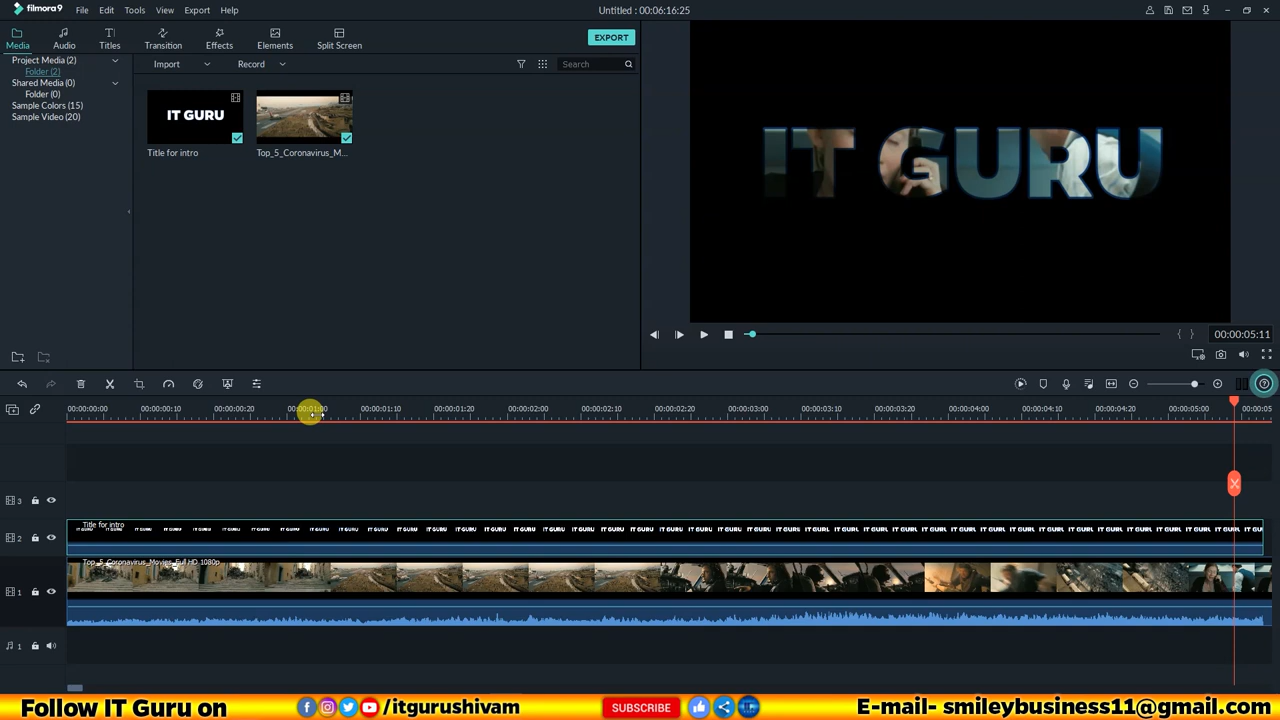 filmora9 File Edit Tools View Export Help Untitled : 00:06:16:25
Media Audio Titles Transition Effects Elements Split Screen EXPORT
Project Media (2) Import Record Search
Folder (2)
Shared Media (0)
Folder (0)
Sample Colors (15)
Sample Video (20)
IT GURU
Title for intro Top_5_Coronavirus_M...
IT GURU
00:00:05:11
00:00:00:00 00:00:00:10 00:00:00:20 00:00:01:00 00:00:01:10 00:00:01:20 00:00:02:00 00:00:02:10 00:00:02:20 00:00:03:00 00:00:03:10 00:00:03:20 00:00:04:00 00:00:04:10 00:00:04:20 00:00:05:00 00:00:05
3
2 Title for intro
Top_5_Coronavirus_Movies_Full HD 1080p
1
1
Follow IT Guru on /itgurushivam SUBSCRIBE E-mail- smileybusiness11@gmail.com